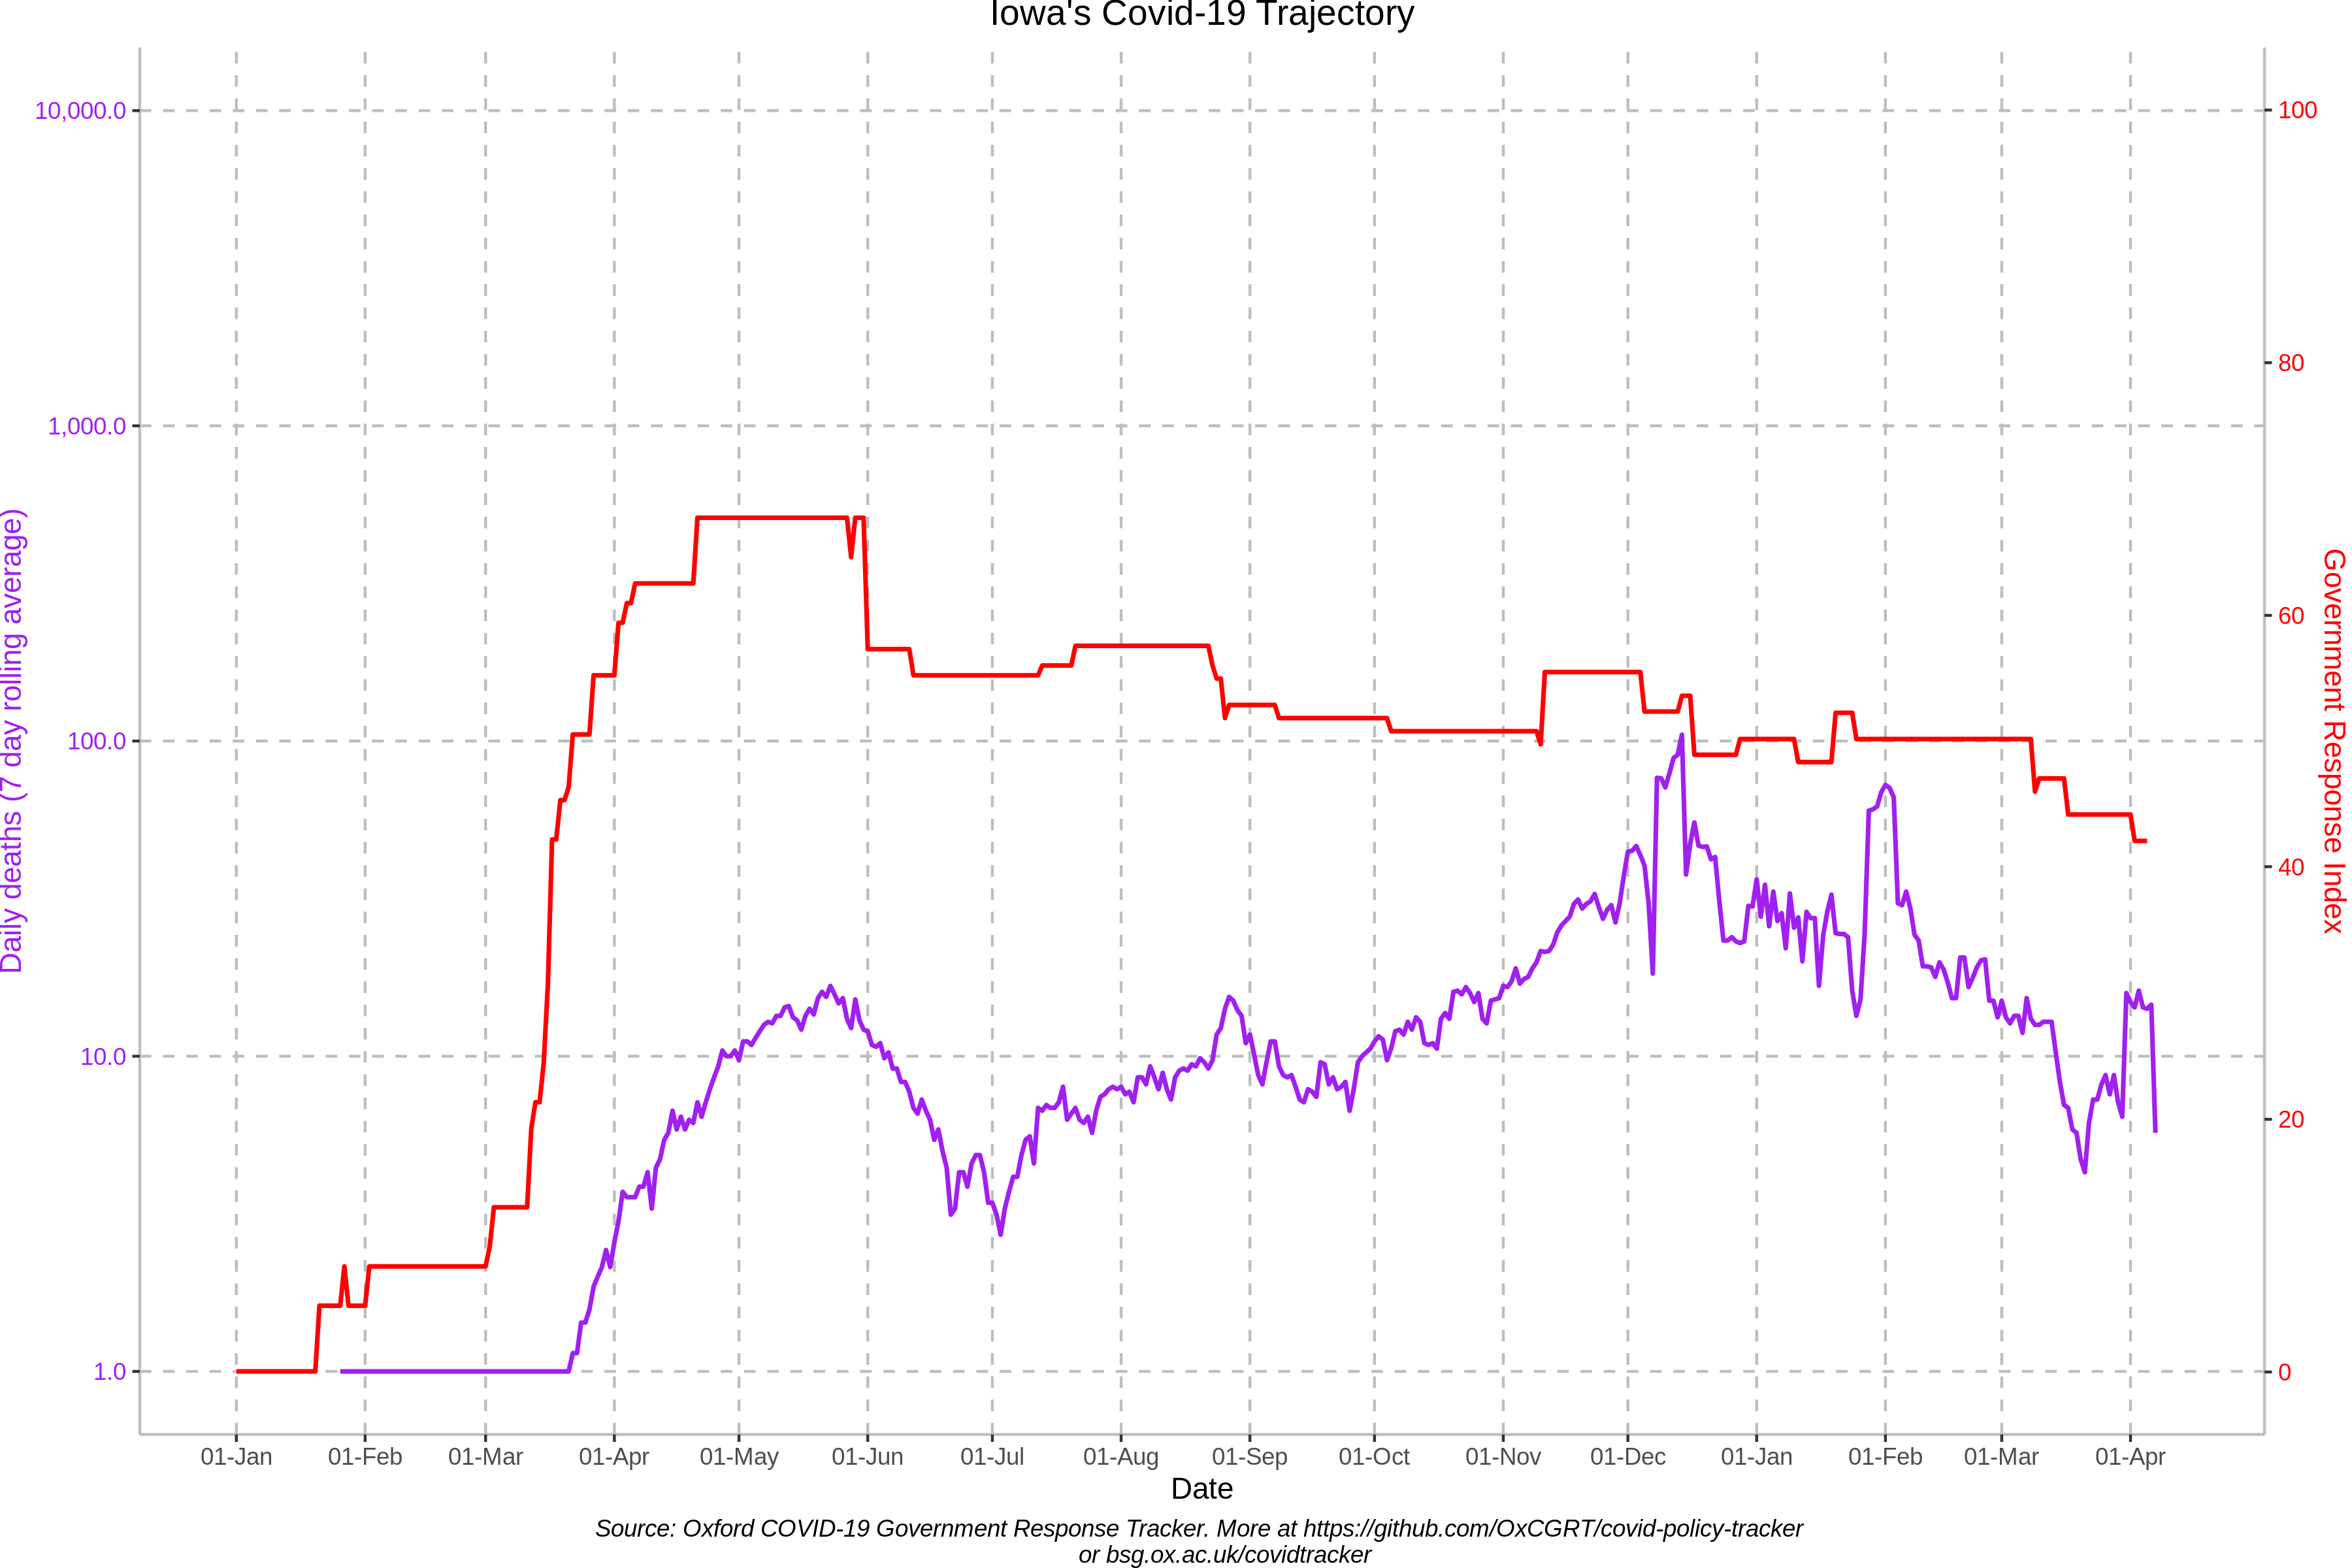 Iowa's Covid-19 Trajectory
10,000.0
1,000.0
100.0
10.0
1.0
Daily deaths (7 day rolling average)
100
80
60
40
20
0
Government Response Index
01-Jan 01-Feb 01-Mar 01-Apr 01-May 01-Jun 01-Jul 01-Aug 01-Sep 01-Oct 01-Nov 01-Dec 01-Jan 01-Feb 01-Mar 01-Apr
Date
Source: Oxford COVID-19 Government Response Tracker. More at https://github.com/OxCGRT/covid-policy-tracker
or bsg.ox.ac.uk/covidtracker